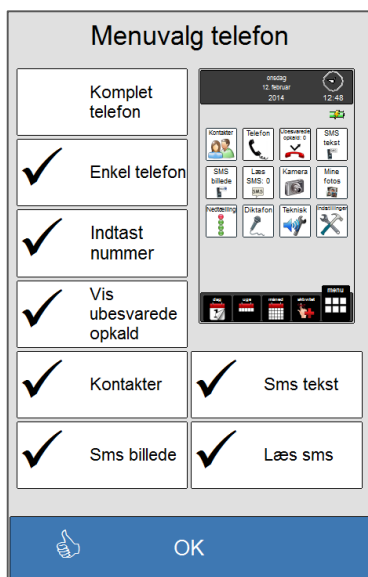 Menuvalg telefon
Komplet
telefon
Enkel telefon
Indtast
nummer
Vis
ubesvarede
opkald
Kontakter
Sms tekst
Sms billede
Læs sms
OK
onsdag
12. februar
2014
12:48
Kontakter
Telefon
Ubesvarede
opkald: 0
SMS
tekst
SMS
billede
Læs
SMS: 0
Kamera
Mine
fotos
Nedtælling
Diktafon
Teknisk
Indstillinger
menu
dag
uge
måned
aktivitet